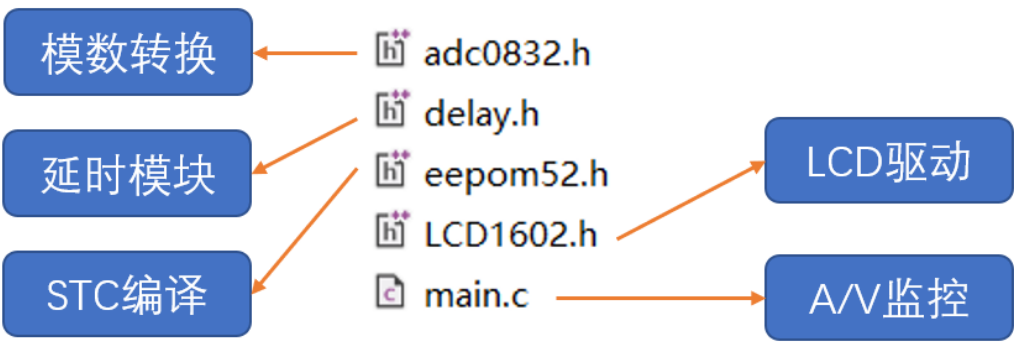 模数转换
延时模块
STC编译
adc0832.h
delay.h
eepom52.h
LCD1602.h
main.c
LCD驱动
A/V监控